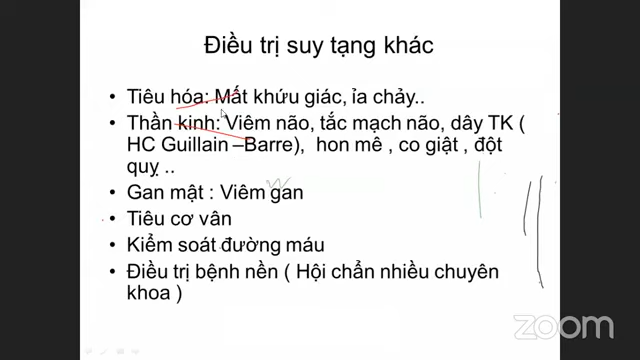 Điều trị suy tạng khác
• Tiêu hóa: Mất khứu giác, ỉa chảy..
• Thần kinh: Viêm não, tắc mạch não, dây TK (
HC Guillain –Barre), hon mê , co giật , đột
quỵ ..
• Gan mật : Viêm gan
• Tiêu cơ vân
• Kiểm soát đường máu
• Điều trị bệnh nền ( Hội chẩn nhiều chuyên
khoa )
zoom